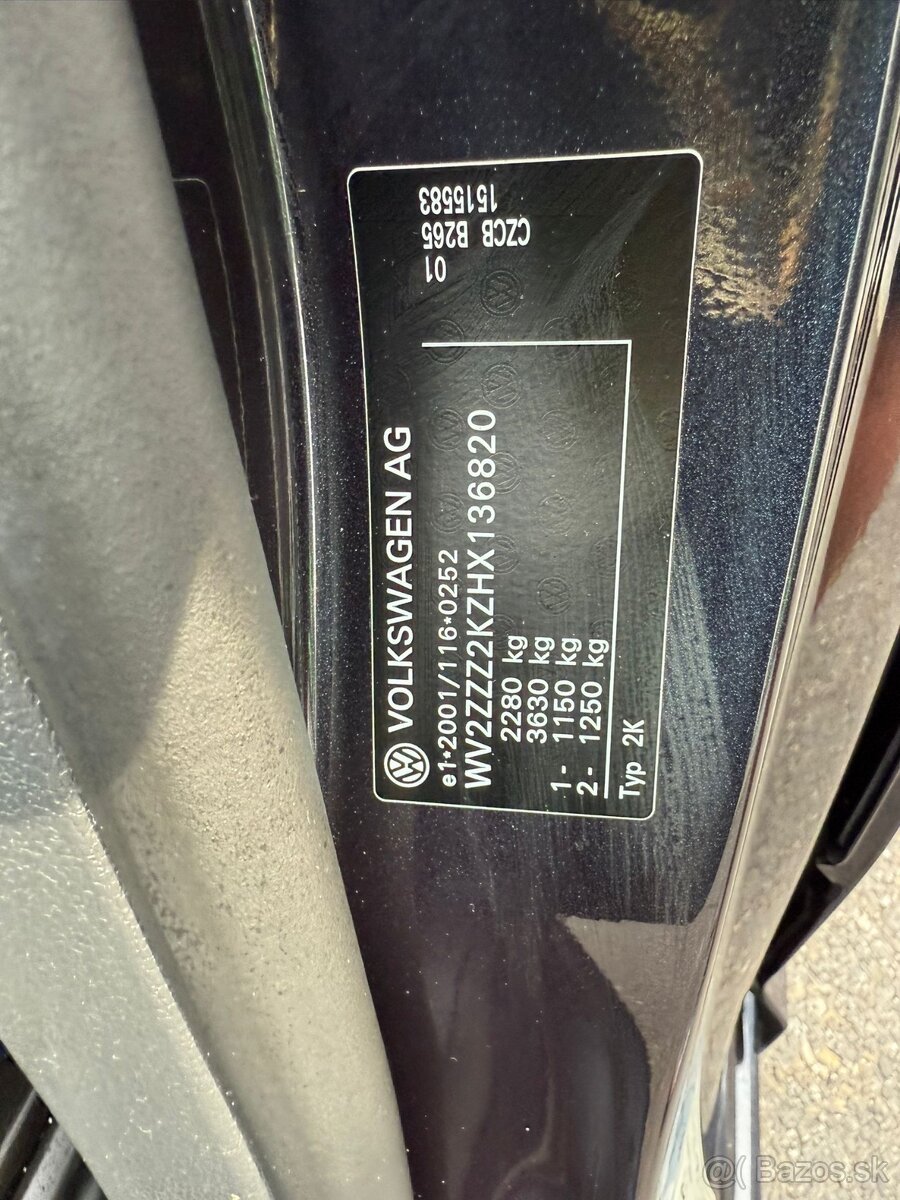 VOLKSWAGEN AG
e1*2001/116*0252
WV2ZZZ2KZHX136820
2280 kg
3630 kg
1- 1150 kg
2- 1250 kg
Typ 2K
01
CZCB B265
1515583
@( Bazos.sk